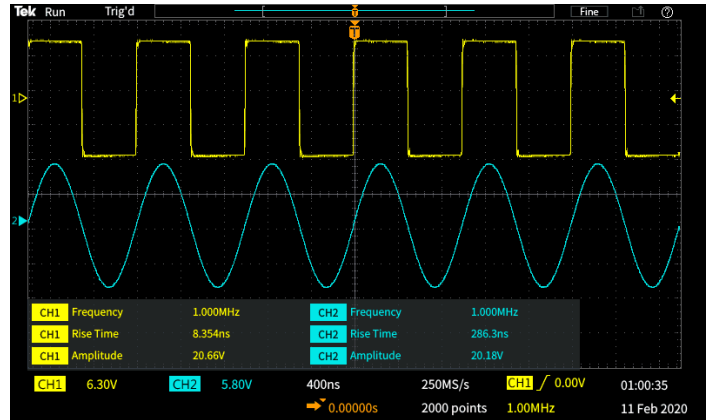 Tek Run Trig'd [ T ] Fine
T
1
2
CH1 Frequency 1.000MHz CH2 Frequency 1.000MHz
CH1 Rise Time 8.354ns CH2 Rise Time 286.3ns
CH1 Amplitude 20.66V CH2 Amplitude 20.18V
CH1 6.30V CH2 5.80V 400ns 250MS/s CH1 / 0.00V 01:00:35
0.00000s 2000 points 1.00MHz 11 Feb 2020